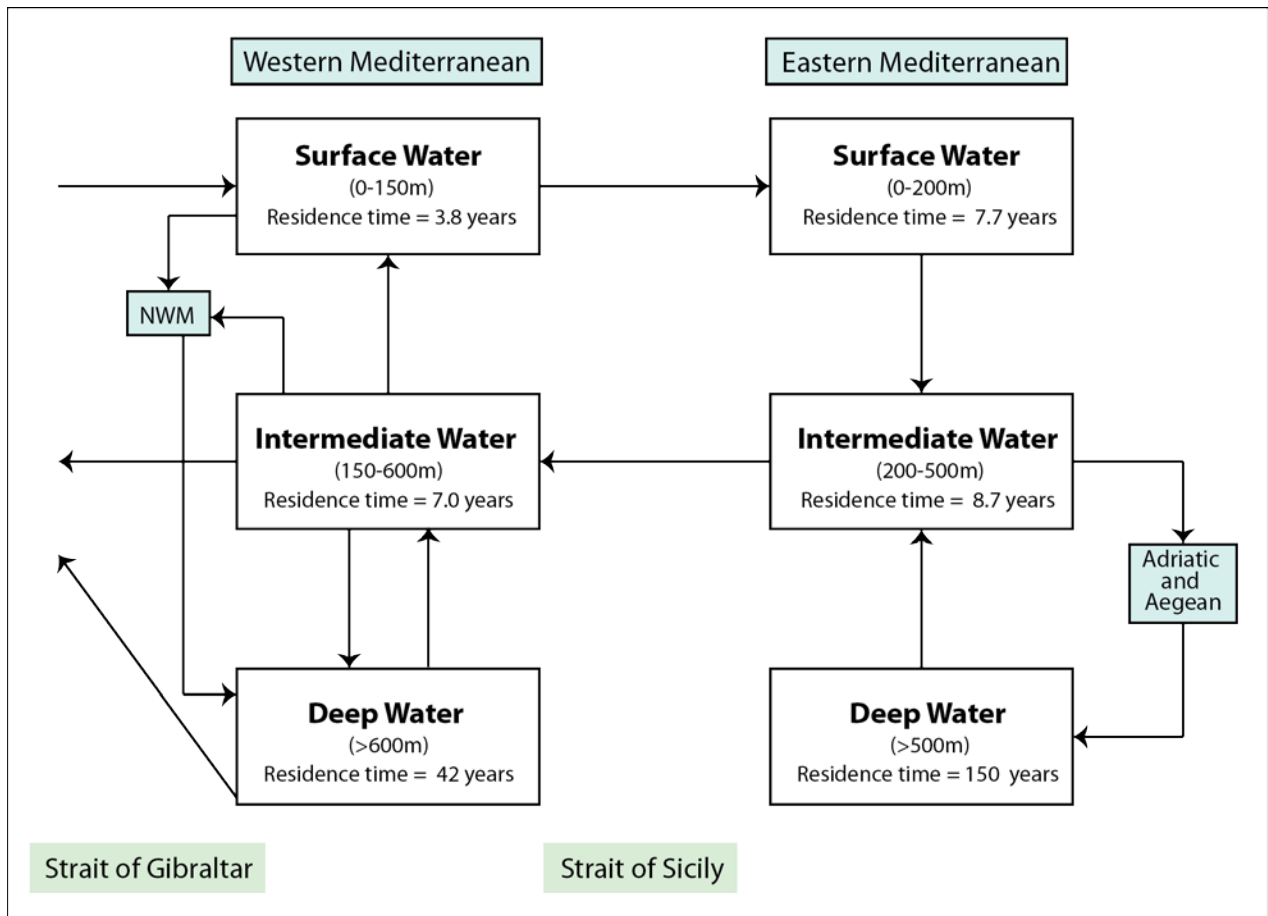 Western Mediterranean
Eastern Mediterranean
Surface Water
(0-150m)
Residence time = 3.8 years
Surface Water
(0-200m)
Residence time = 7.7 years
NWM
Intermediate Water
(150-600m)
Residence time = 7.0 years
Intermediate Water
(200-500m)
Residence time = 8.7 years
Adriatic
and
Aegean
Deep Water
(>600m)
Residence time = 42 years
Deep Water
(>500m)
Residence time = 150 years
Strait of Gibraltar
Strait of Sicily